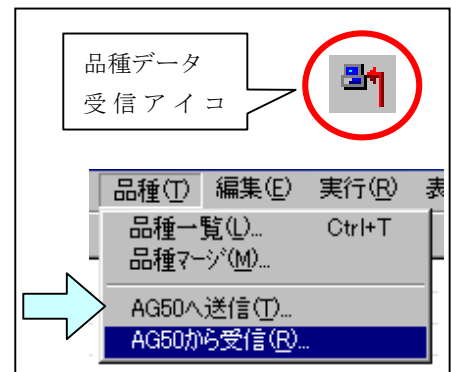 品種データ
受信アイコ
品種(T) 編集(E) 実行(R) 表
品種一覧(L)... Ctrl+T
品種マージ(M)...
AG50へ送信(T)...
AG50から受信(R)...